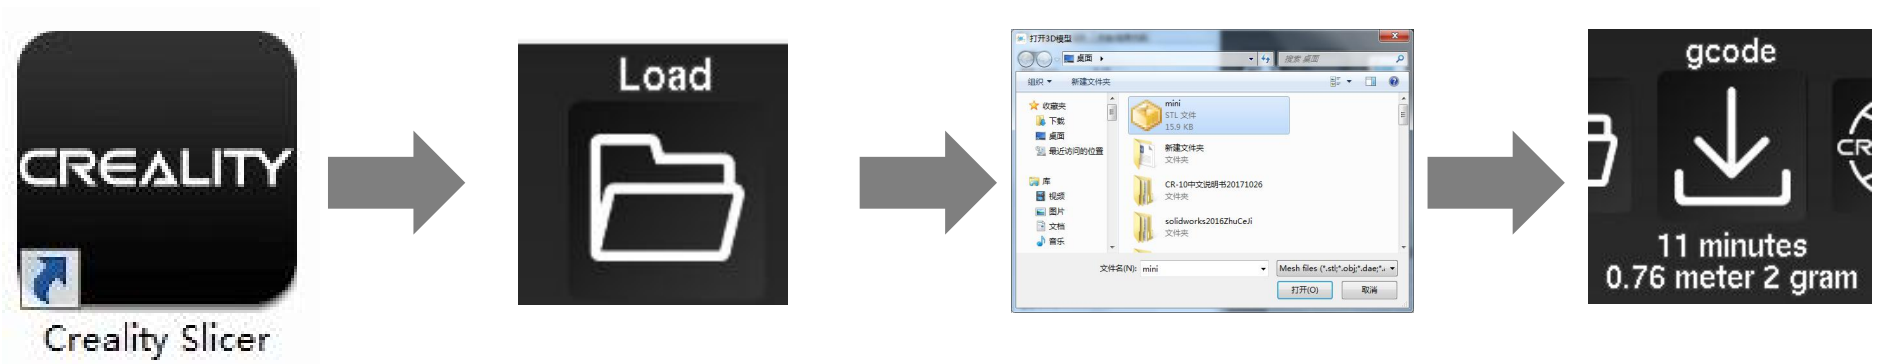 CREALITY
Creality Slicer
Load
打开3D模型
桌面
搜索 桌面
组织
新建文件夹
收藏夹
下载
桌面
最近访问的位置
库
视频
图片
文档
音乐
mini
STL 文件
15.9 KB
新建文件夹
文件夹
CR-10中文说明书20171026
文件夹
solidworks2016ZhuCeJi
文件夹
文件名(N): mini
Mesh files (*.stl;*.obj;*.dae;*.
打开(O)
取消
gcode
CR
11 minutes
0.76 meter 2 gram